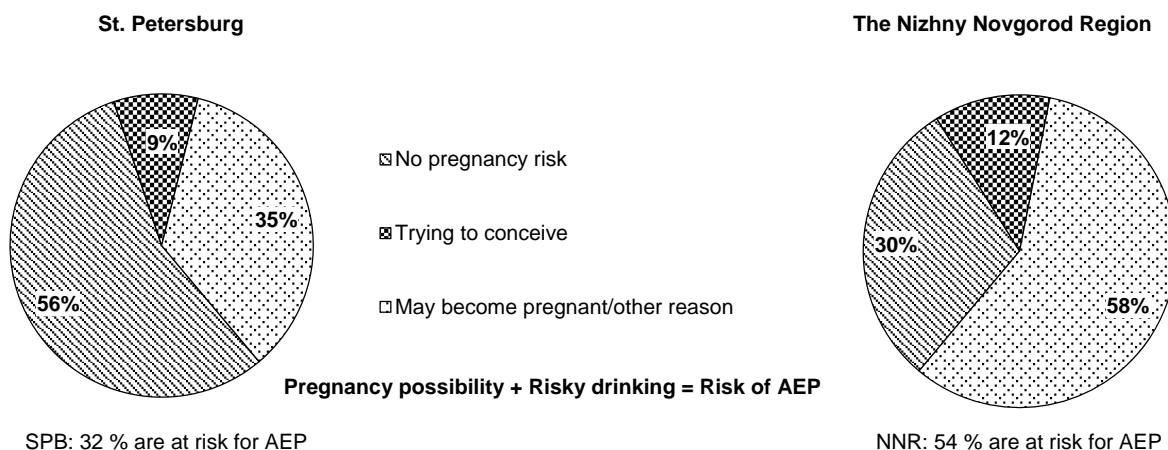 St. Petersburg
The Nizhny Novgorod Region
9%
35%
56%
No pregnancy risk
Trying to conceive
May become pregnant/other reason
12%
30%
58%
Pregnancy possibility + Risky drinking = Risk of AEP
SPB: 32 % are at risk for AEP
NNR: 54 % are at risk for AEP